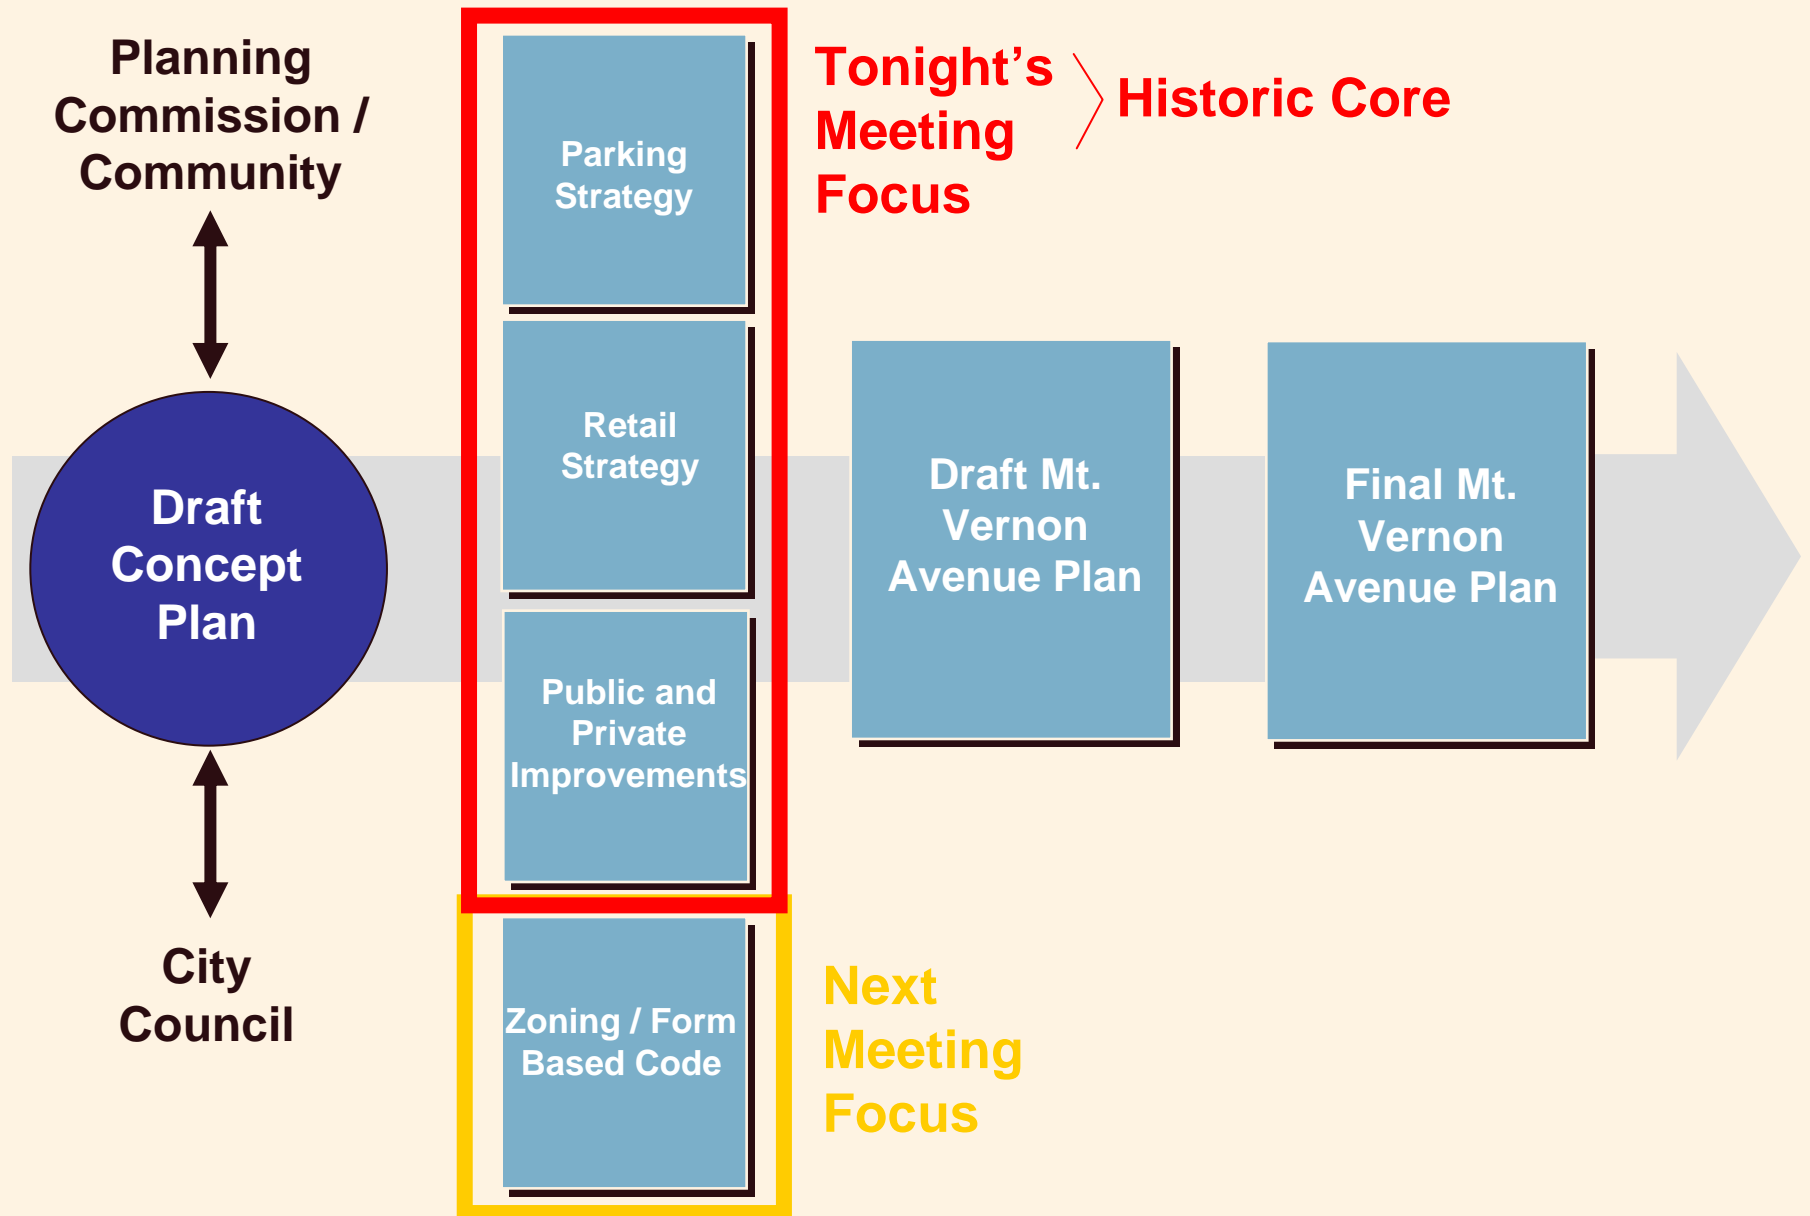 Planning
Commission /
Community
Draft
Concept
Plan
City
Council
Parking
Strategy
Retail
Strategy
Public and
Private
Improvements
Zoning / Form
Based Code
Tonight’s
Meeting
Focus
Historic Core
Next
Meeting
Focus
Draft Mt.
Vernon
Avenue Plan
Final Mt.
Vernon
Avenue Plan